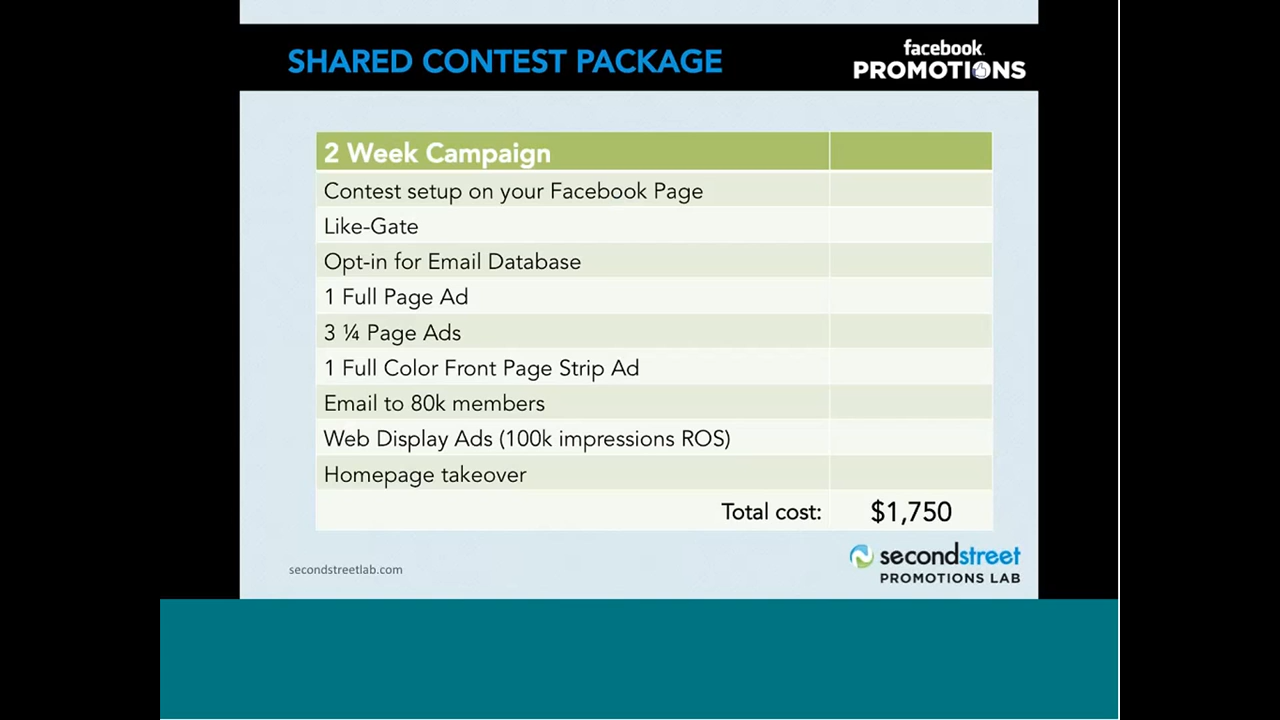 SHARED CONTEST PACKAGE
facebook
PROMOTIONS
2 Week Campaign
Contest setup on your Facebook Page
Like-Gate
Opt-in for Email Database
1 Full Page Ad
3 ¼ Page Ads
1 Full Color Front Page Strip Ad
Email to 80k members
Web Display Ads (100k impressions ROS)
Homepage takeover
Total cost: $1,750
secondstreetlab.com
secondstreet
PROMOTIONS LAB